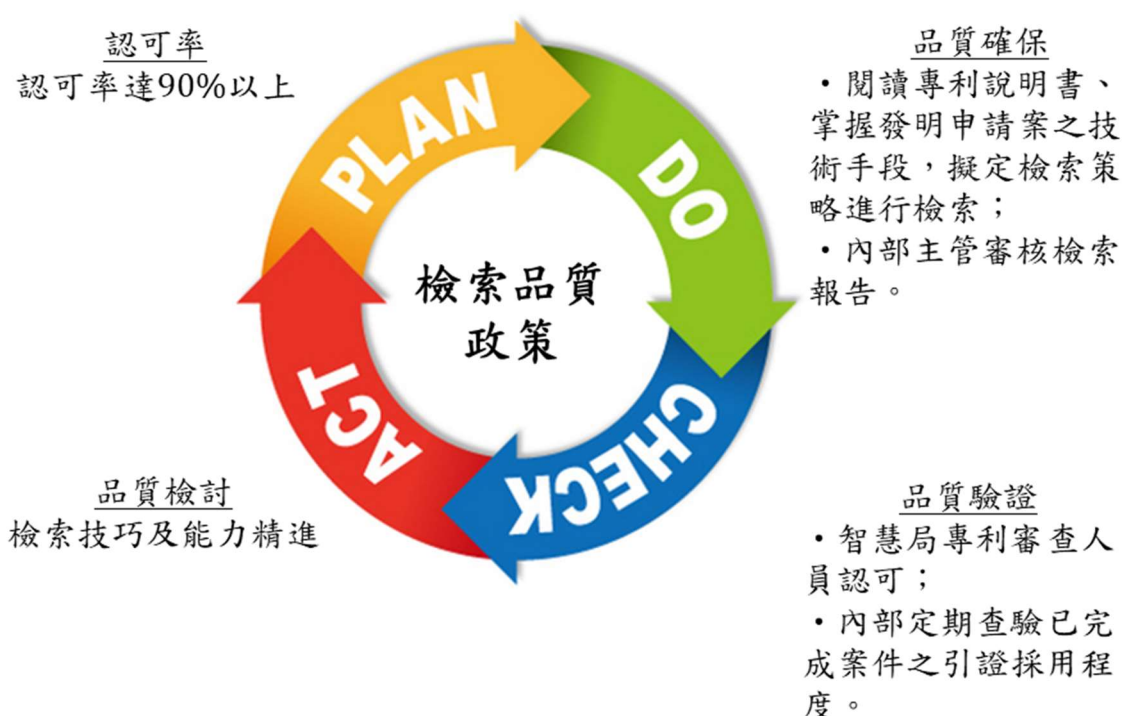 認可率
認可率達90%以上
PLAN
DO
品質確保
・閱讀專利說明書、
掌握發明申請案之技
術手段，擬定檢索策
略進行檢索；
・內部主管審核檢索
報告。
檢索品質
政策
ACT
CHECK
品質檢討
檢索技巧及能力精進
品質驗證
・智慧局專利審查人
員認可；
・內部定期查驗已完
成案件之引證採用程
度。